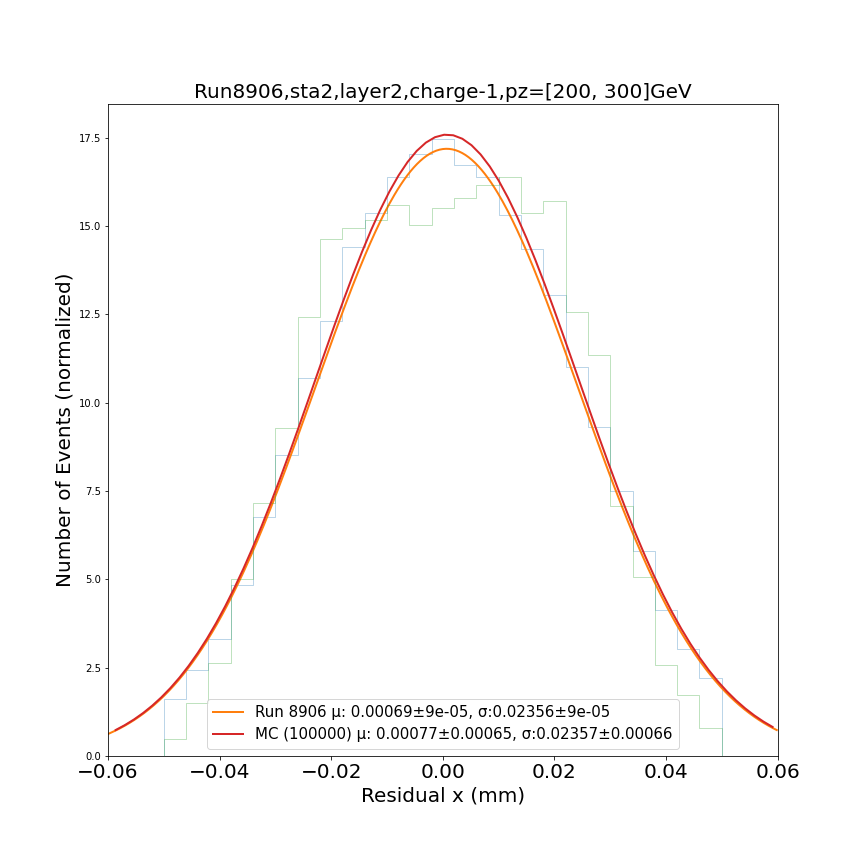 Run8906,sta2,layer2,charge-1,pz=[200, 300]GeV
Number of Events (normalized)
17.5
15.0
12.5
10.0
7.5
5.0
2.5
0.0
Run 8906 μ: 0.00069±9e-05, σ:0.02356±9e-05
MC (100000) μ: 0.00077±0.00065, σ:0.02357±0.00066
−0.06 −0.04 −0.02 0.00 0.02 0.04 0.06
Residual x (mm)